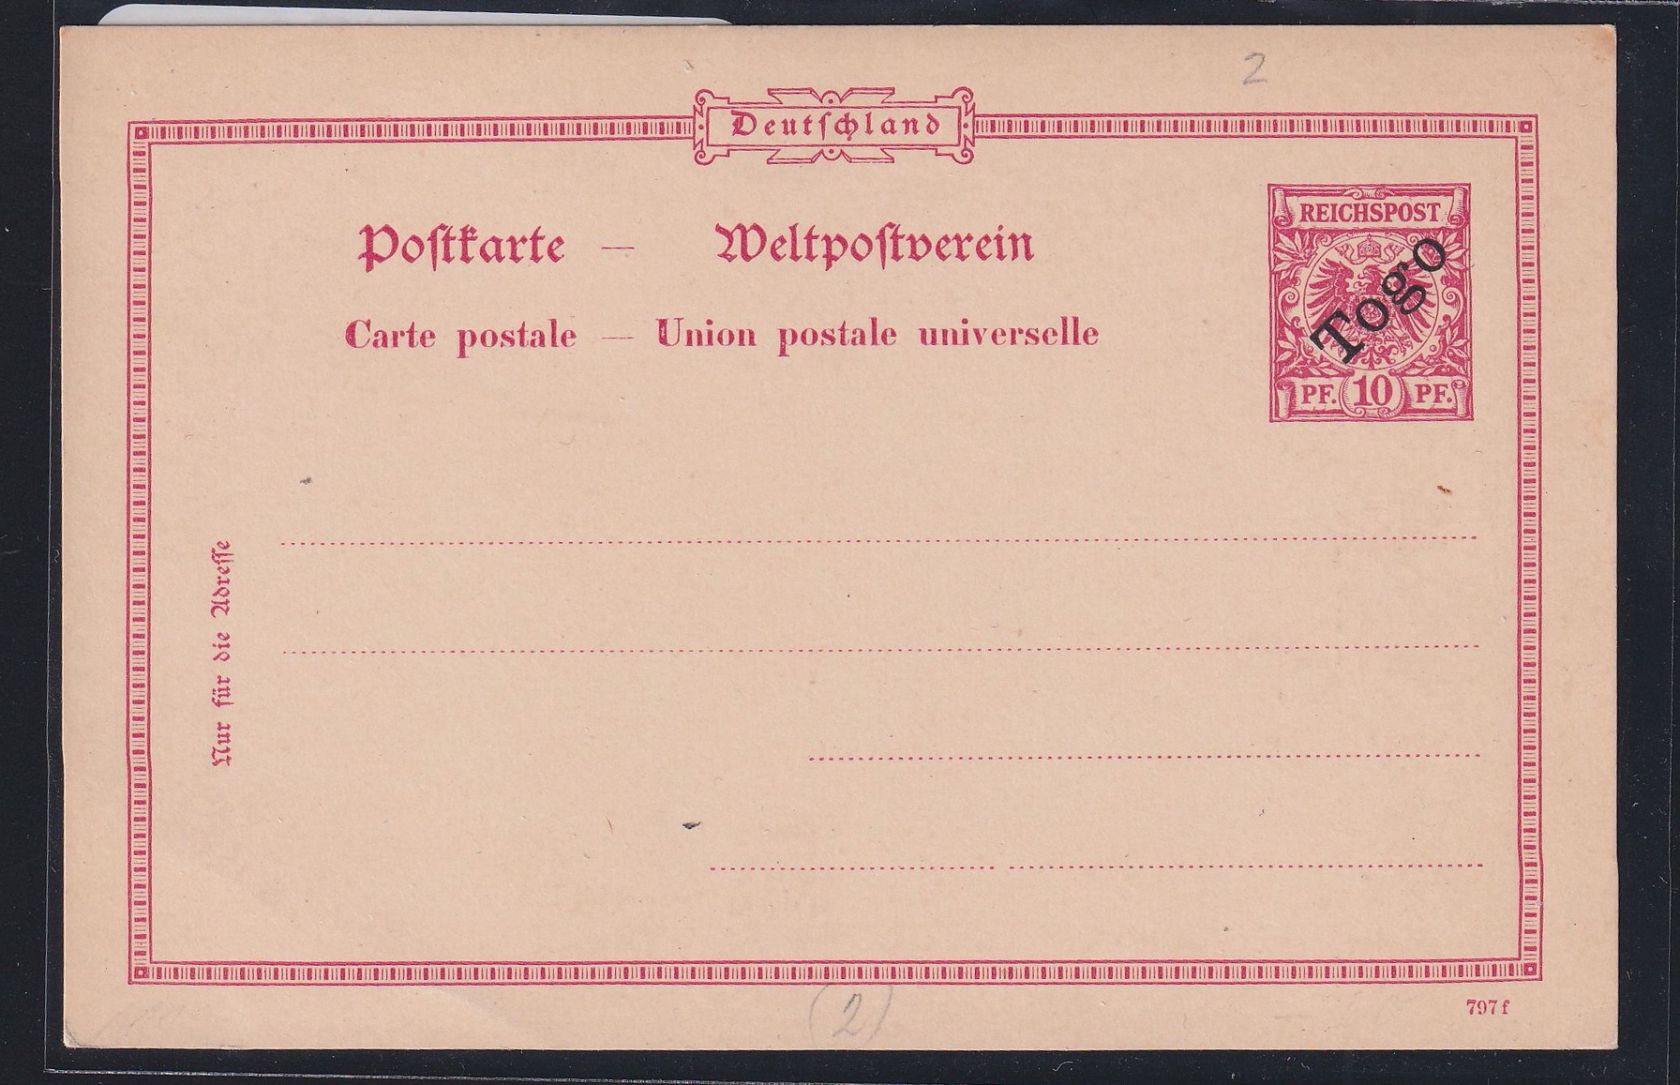 2
Deutſchland
REICHSPOST
Togo
PF. 10 PF.
Poſtkarte — Weltpoſtverein
Carte postale — Union postale universelle
Nur für die Adreſſe
797 f
(2)